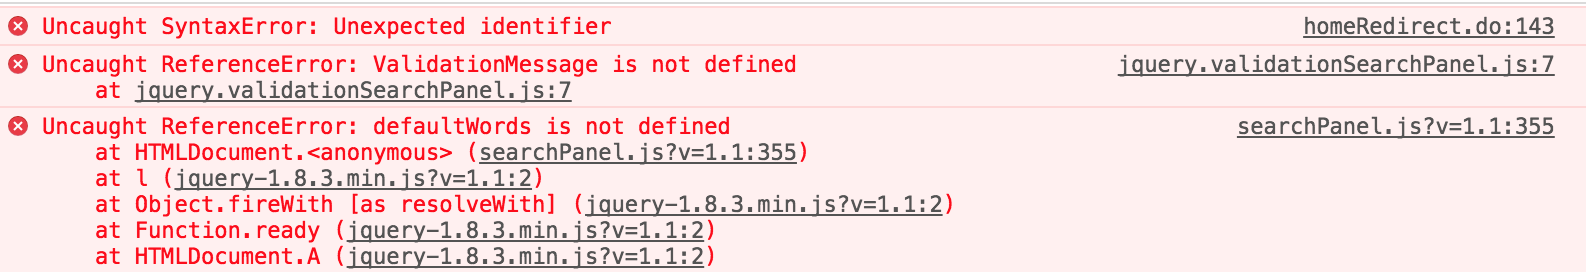 Uncaught SyntaxError: Unexpected identifier homeRedirect.do:143
Uncaught ReferenceError: ValidationMessage is not defined jquery.validationSearchPanel.js:7
at jquery.validationSearchPanel.js:7
Uncaught ReferenceError: defaultWords is not defined searchPanel.js?v=1.1:355
at HTMLDocument.<anonymous> (searchPanel.js?v=1.1:355)
at l (jquery-1.8.3.min.js?v=1.1:2)
at Object.fireWith [as resolveWith] (jquery-1.8.3.min.js?v=1.1:2)
at Function.ready (jquery-1.8.3.min.js?v=1.1:2)
at HTMLDocument.A (jquery-1.8.3.min.js?v=1.1:2)